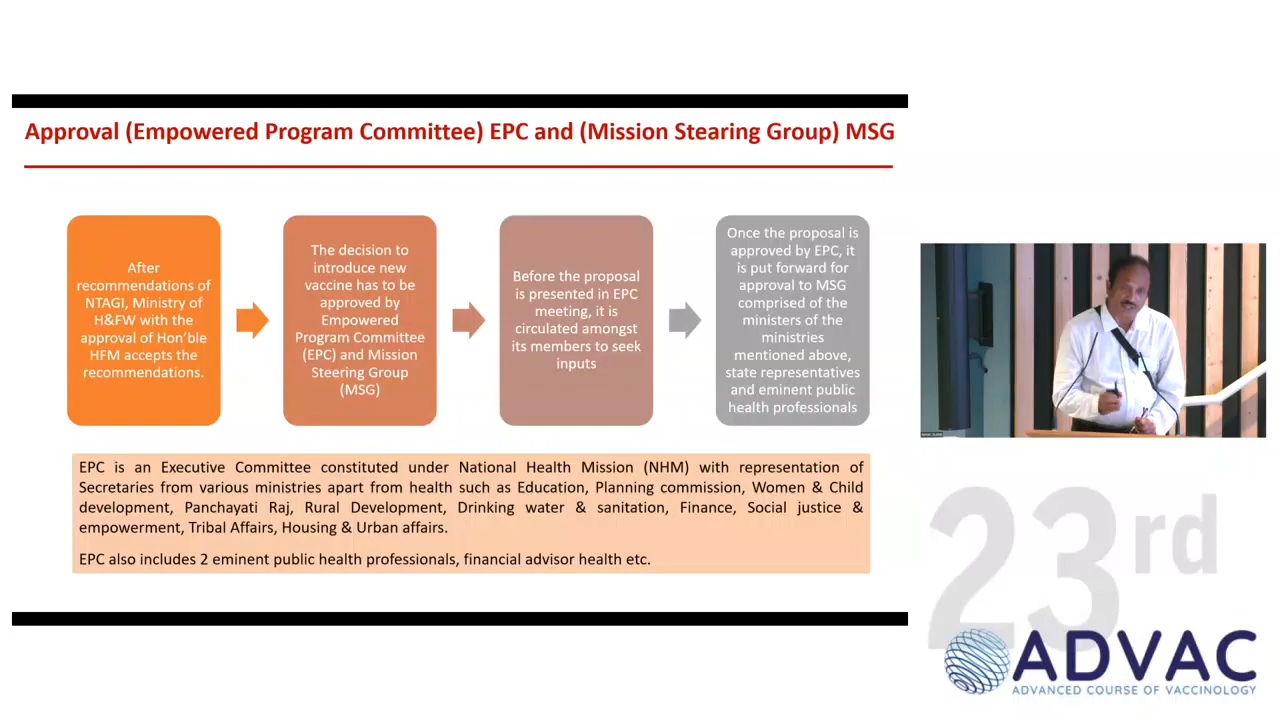 Approval (Empowered Program Committee) EPC and (Mission Stearing Group) MSG
After
recommendations of
NTAGI, Ministry of
H&FW with the
approval of Hon'ble
HFM accepts the
recommendations.
The decision to
introduce new
vaccine has to be
approved by
Empowered
Program Committee
(EPC) and Mission
Steering Group
(MSG)
Before the proposal
is presented in EPC
meeting, it is
circulated amongst
its members to seek
inputs
Once the proposal is
approved by EPC, it
is put forward for
approval to MSG
comprised of the
ministers of the
ministries
mentioned above,
state representatives
and eminent public
health professionals
EPC is an Executive Committee constituted under National Health Mission (NHM) with representation of
Secretaries from various ministries apart from health such as Education, Planning commission, Women & Child
development, Panchayati Raj, Rural Development, Drinking water & sanitation, Finance, Social justice &
empowerment, Tribal Affairs, Housing & Urban affairs.
EPC also includes 2 eminent public health professionals, financial advisor health etc.
23rd
ADVAC
ADVANCED COURSE OF VACCINOLOGY